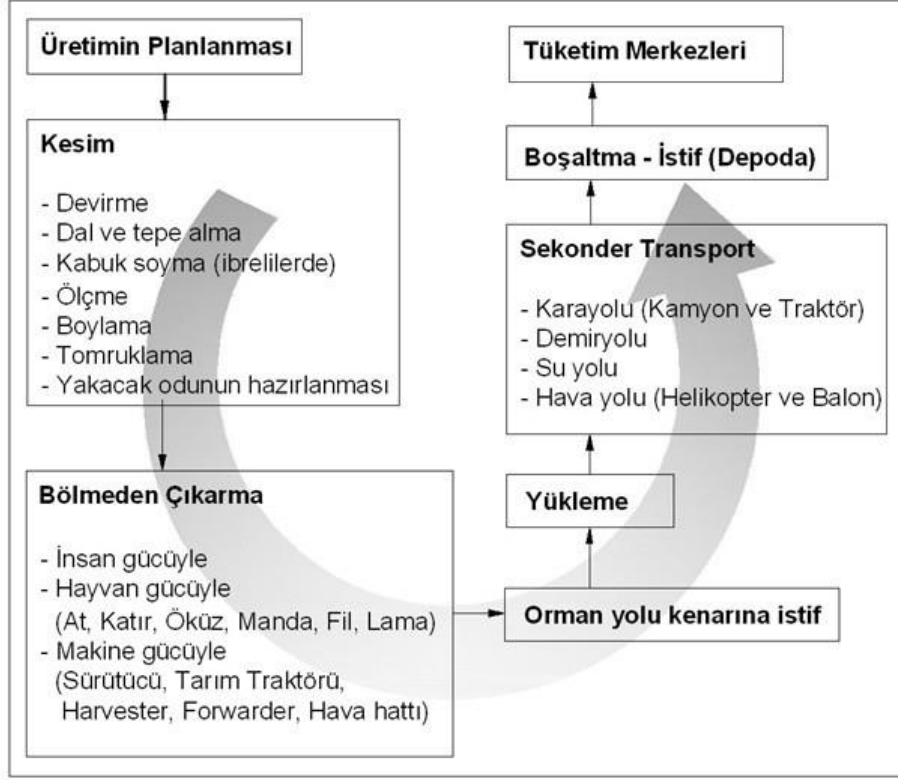 Üretimin Planlanması
Kesim
- Devirme
- Dal ve tepe alma
- Kabuk soyma (ibrelilerde)
- Ölçme
- Boylama
- Tomruklama
- Yakacak odunun hazırlanması
Bölmeden Çıkarma
- İnsan gücüyle
- Hayvan gücüyle
(At, Katır, Öküz, Manda, Fil, Lama)
- Makine gücüyle
(Sürütücü, Tarım Traktörü,
Harvester, Forwarder, Hava hattı)
Orman yolu kenarına istif
Yükleme
Sekonder Transport
- Karayolu (Kamyon ve Traktör)
- Demiryolu
- Su yolu
- Hava yolu (Helikopter ve Balon)
Boşaltma - İstif (Depoda)
Tüketim Merkezleri